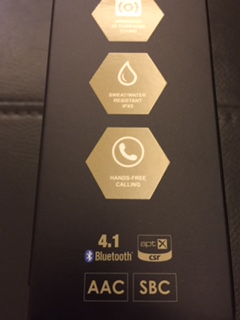 SWEAT/WATER
RESISTANT
IPX5
HANDS-FREE
CALLING
4.1
Bluetooth®
aptX
CSR
AAC
SBC